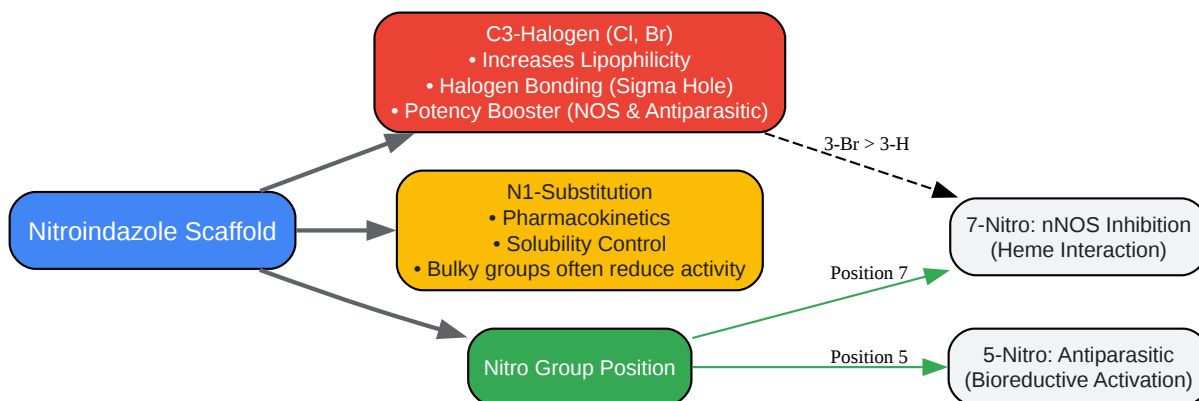 C3-Halogen (Cl, Br)
• Increases Lipophilicity
• Halogen Bonding (Sigma Hole)
• Potency Booster (NOS & Antiparasitic)
3-Br > 3-H
Nitroindazole Scaffold
N1-Substitution
• Pharmacokinetics
• Solubility Control
• Bulky groups often reduce activity
7-Nitro: nNOS Inhibition
(Heme Interaction)
Position 7
Nitro Group Position
Position 5
5-Nitro: Antiparasitic
(Bioreductive Activation)